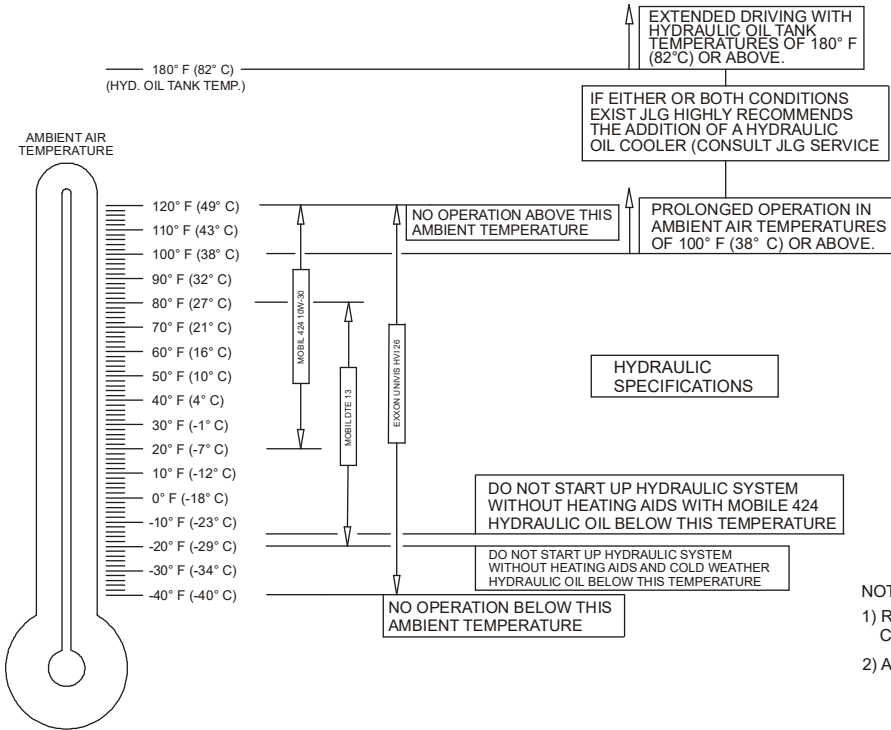 EXTENDED DRIVING WITH
HYDRAULIC OIL TANK
TEMPERATURES OF 180° F
(82°C) OR ABOVE.
180° F (82° C)
(HYD. OIL TANK TEMP.)
IF EITHER OR BOTH CONDITIONS
EXIST JLG HIGHLY RECOMMENDS
THE ADDITION OF A HYDRAULIC
OIL COOLER (CONSULT JLG SERVICE
AMBIENT AIR
TEMPERATURE
120° F (49° C)
110° F (43° C)
100° F (38° C)
90° F (32° C)
80° F (27° C)
70° F (21° C)
60° F (16° C)
50° F (10° C)
40° F (4° C)
30° F (-1° C)
20° F (-7° C)
10° F (-12° C)
0° F (-18° C)
-10° F (-23° C)
-20° F (-29° C)
-30° F (-34° C)
-40° F (-40° C)
NO OPERATION ABOVE THIS
AMBIENT TEMPERATURE
PROLONGED OPERATION IN
AMBIENT AIR TEMPERATURES
OF 100° F (38° C) OR ABOVE.
MOBIL 424 10W-30
MOBIL DTE 13
EXXON UNIVIS HVI 26
HYDRAULIC
SPECIFICATIONS
DO NOT START UP HYDRAULIC SYSTEM
WITHOUT HEATING AIDS WITH MOBILE 424
HYDRAULIC OIL BELOW THIS TEMPERATURE
DO NOT START UP HYDRAULIC SYSTEM
WITHOUT HEATING AIDS AND COLD WEATHER
HYDRAULIC OIL BELOW THIS TEMPERATURE
NO OPERATION BELOW THIS
AMBIENT TEMPERATURE
NOT
1) R
C
2) A